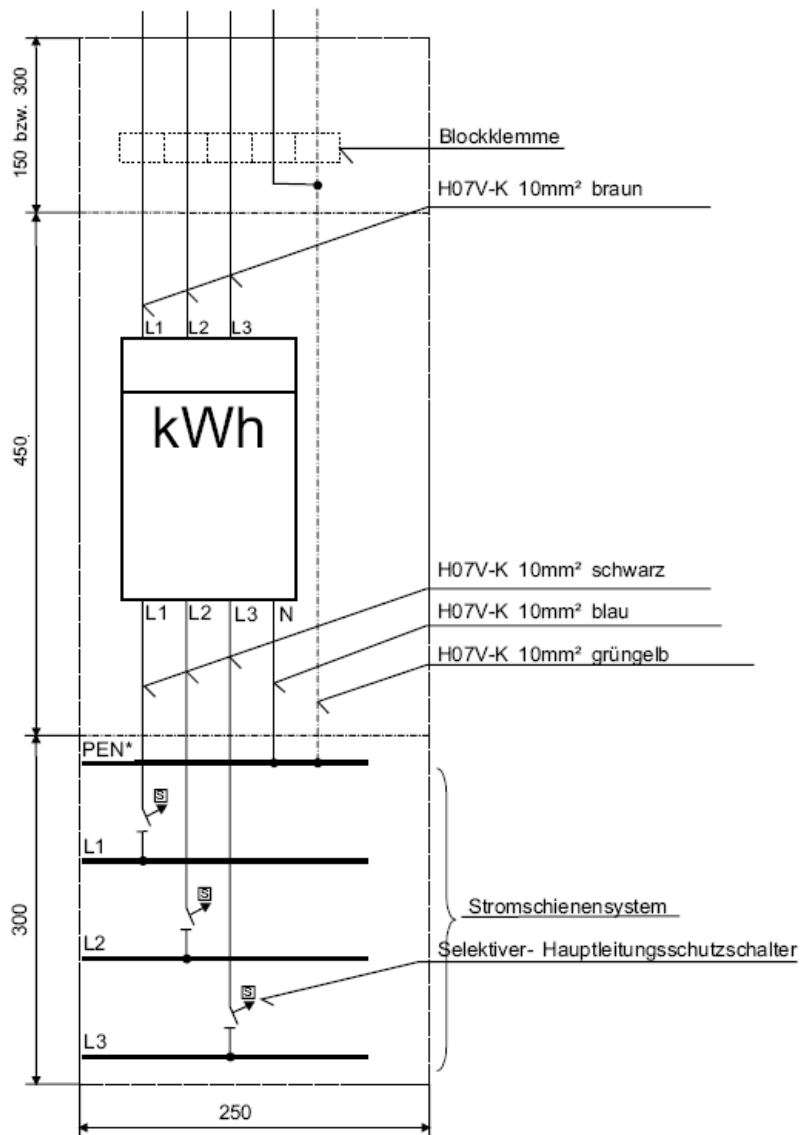 150 bzw. 300
Blockklemme
H07V-K 10mm² braun
L1 L2 L3
kWh
450
H07V-K 10mm² schwarz
L1 L2 L3 N
H07V-K 10mm² blau
H07V-K 10mm² grüngelb
PEN*
S
L1
S
300
Stromschienensystem
L2
Selektiver- Hauptleitungsschutzschalter
S
L3
250